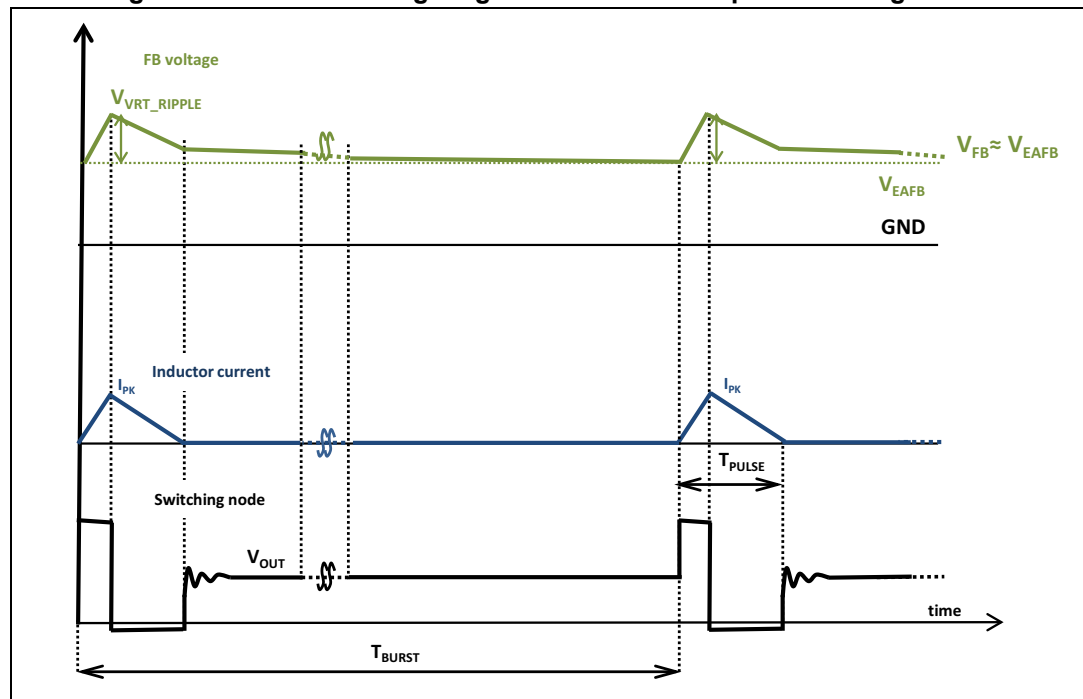 FB voltage
VVRT_RIPPLE
VFB≈ VEAFB
VEAFB
GND
Inductor current
IPK
IPK
TPULSE
Switching node
VOUT
time
TBURST